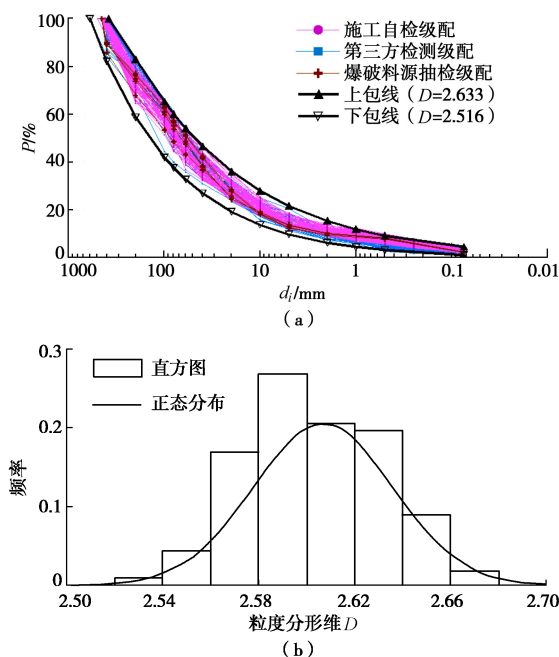 100
80
60
40
20
0
P/%
施工自检级配
第三方检测级配
爆破料源抽检级配
上包线（D=2.633）
下包线（D=2.516）
1000 100 10 1 0.1 0.01
di/mm
（a）
0.3
0.2
0.1
0
频率
直方图
正态分布
2.50 2.54 2.58 2.62 2.66 2.70
粒度分形维D
（b）